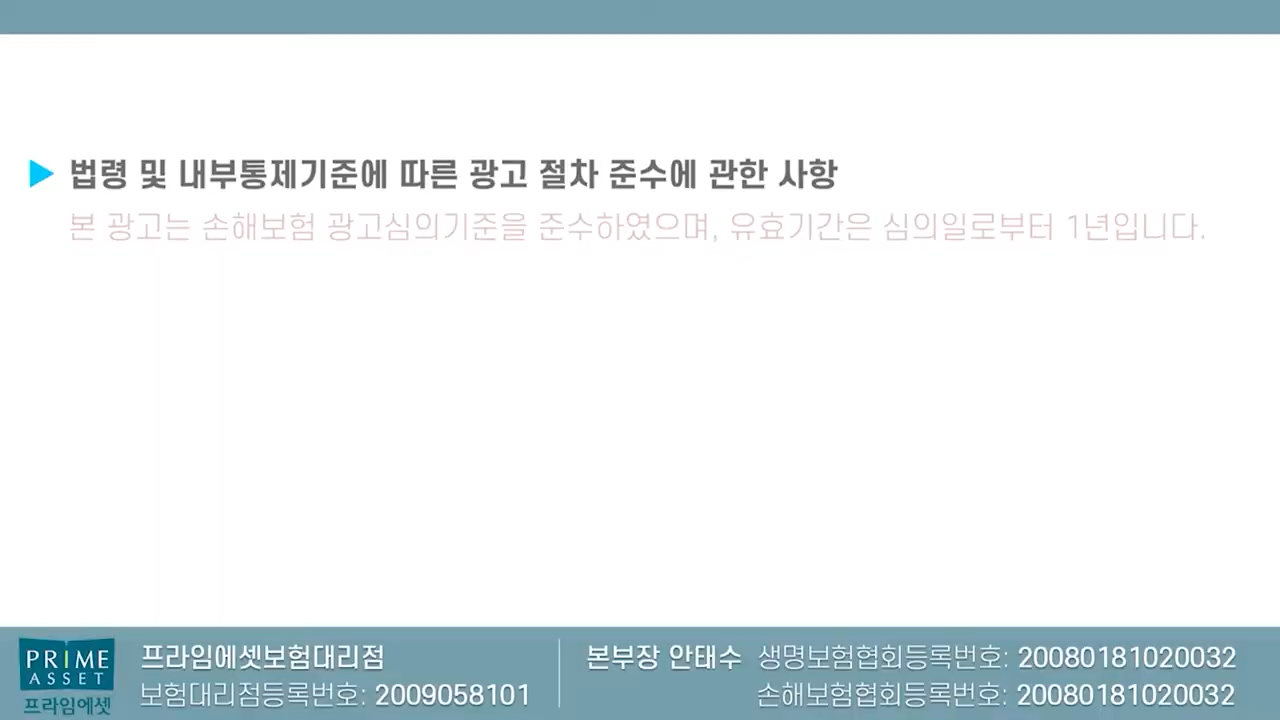 법령 및 내부통제기준에 따른 광고 절차 준수에 관한 사항
본 광고는 손해보험 광고심의기준을 준수하였으며, 유효기간은 심의일로부터 1년입니다.
PRIME
ASSET
프라임에셋
프라임에셋보험대리점
보험대리점등록번호: 2009058101
본부장 안태수 생명보험협회등록번호: 20080181020032
손해보험협회등록번호: 20080181020032